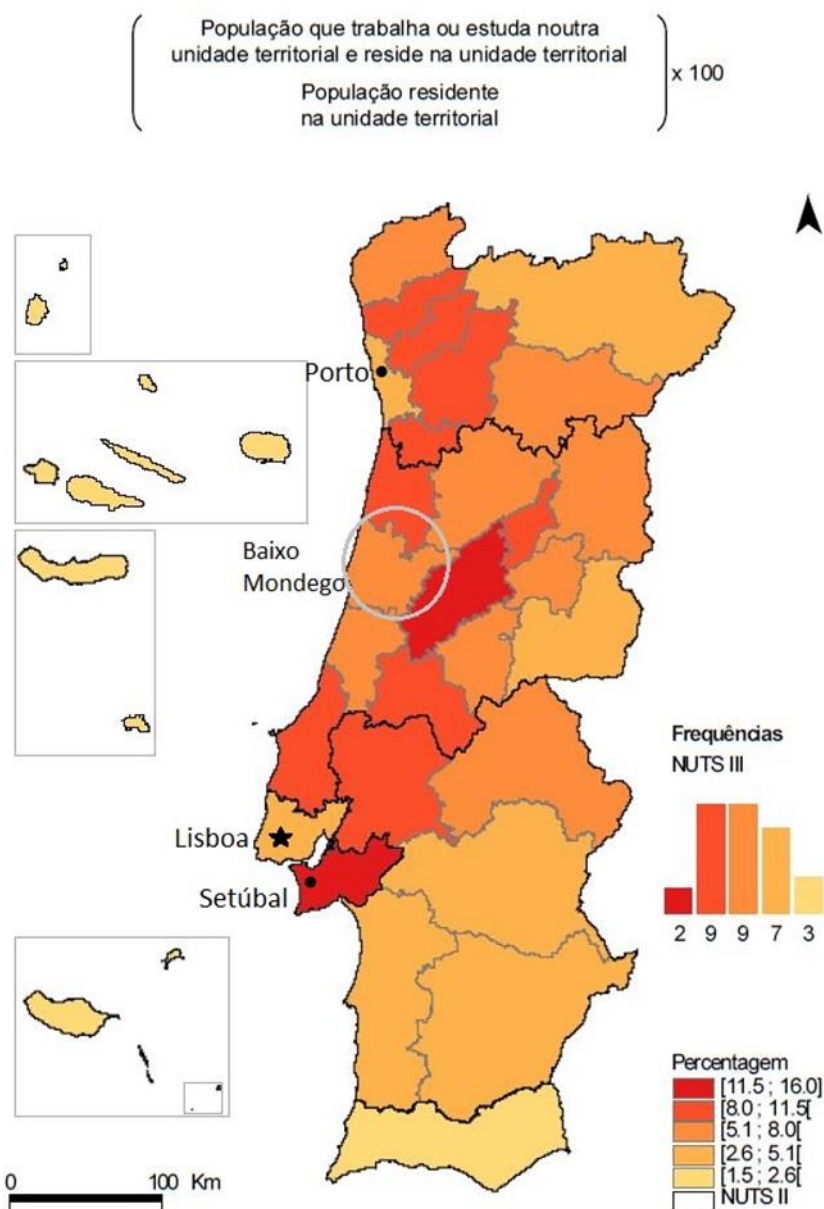 População que trabalha ou estuda noutra
unidade territorial e reside na unidade territorial
x 100
População residente
na unidade territorial
Porto
Baixo
Mondego
Frequências
NUTS III
Lisboa
Setúbal
2 9 9 7 3
Percentagem
[11.5 ; 16.0]
[8.0 ; 11.5[
[5.1 ; 8.0[
[2.6 ; 5.1[
[1.5 ; 2.6[
NUTS II
0 100 Km